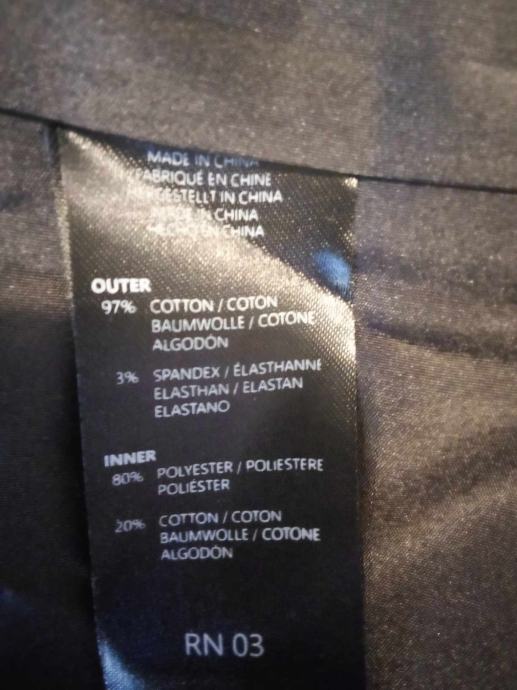 MADE IN CHINA
FABRIQUÉ EN CHINE
HERGESTELLT IN CHINA
CHINA
HECHO EN CHINA
OUTER
97% COTTON / COTON
BAUMWOLLE / COTONE
ALGODÓN
3% SPANDEX / ÉLASTHANNE
ELASTHAN / ELASTAN
ELASTANO
INNER
80% POLYESTER / POLIESTERE
POLIÉSTER
20% COTTON / COTON
BAUMWOLLE / COTONE
ALGODÓN
RN 03